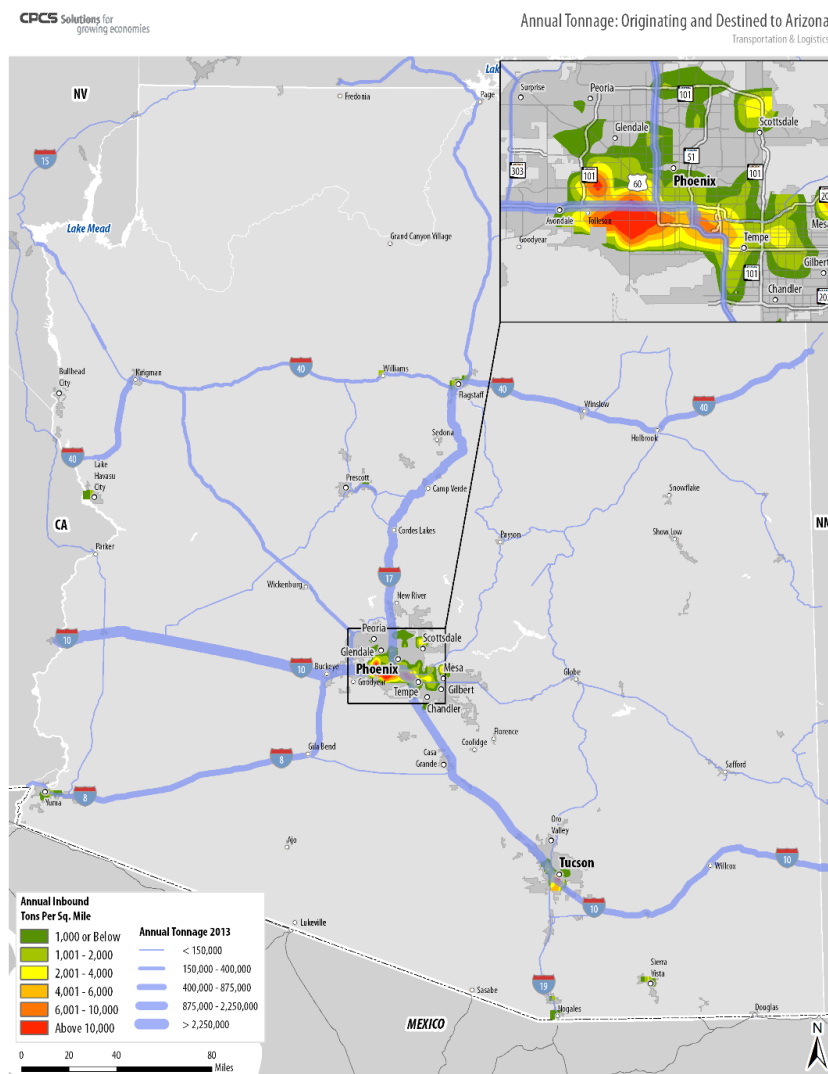 CPCS Solutions for
growing economies
Annual Tonnage: Originating and Destined to Arizona
Transportation & Logistics
NV
Fredonia
Lak
Page
15
Lake Mead
Grand Canyon Village
Surprise
Peoria
101
Scottsdale
Glendale
51
303
101
60
Phoenix
101
20
Avondale
Tolleson
Mesa
Goodyear
Tempe
101
Gilbert
Chandler
202
Bullhead
City
Kingman
40
Williams
Flagstaff
40
Winslow
40
Holbrook
Sedona
40
Lake
Havasu
City
Prescott
Camp Verde
Snowflake
CA
NM
Cordes Lakes
Payson
Show Low
Parker
17
Wickenburg
New River
10
Peoria
Scottsdale
Glendale
10
Buckeye
Phoenix
Mesa
Globe
Goodyear
Tempe
Gilbert
Chandler
Florence
Coolidge
Gila Bend
8
Casa
Grande
Safford
Yuma
8
Ajo
Oro
Valley
Tucson
10
Willcox
10
Lukeville
Sierra
Vista
19
Sasabe
Nogales
Douglas
MEXICO
Annual Inbound
Tons Per Sq. Mile
1,000 or Below
1,001 - 2,000
2,001 - 4,000
4,001 - 6,000
6,001 - 10,000
Above 10,000
Annual Tonnage 2013
< 150,000
150,000 - 400,000
400,000 - 875,000
875,000 - 2,250,000
> 2,250,000
0 20 40 80
Miles
N